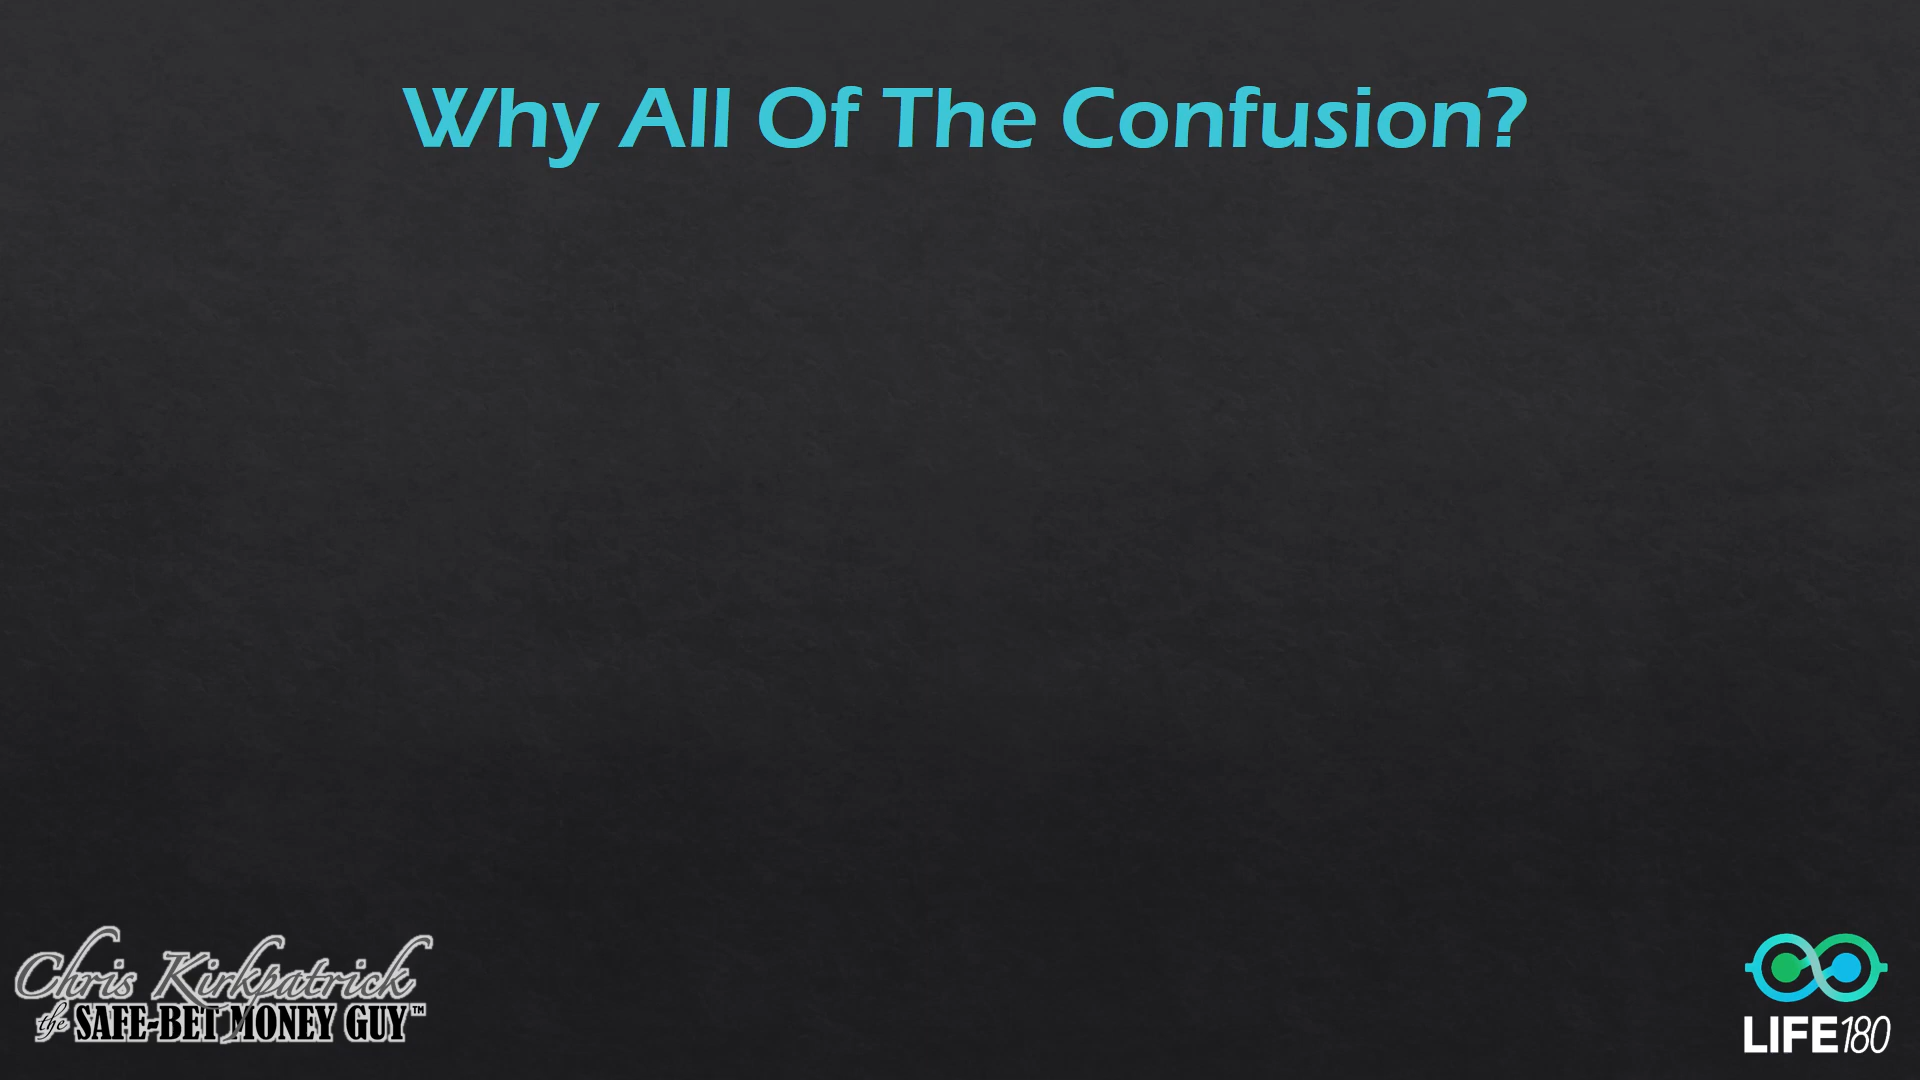 Why All Of The Confusion?
Chris Kirkpatrick
the SAFE-BET MONEY GUY™
LIFE180